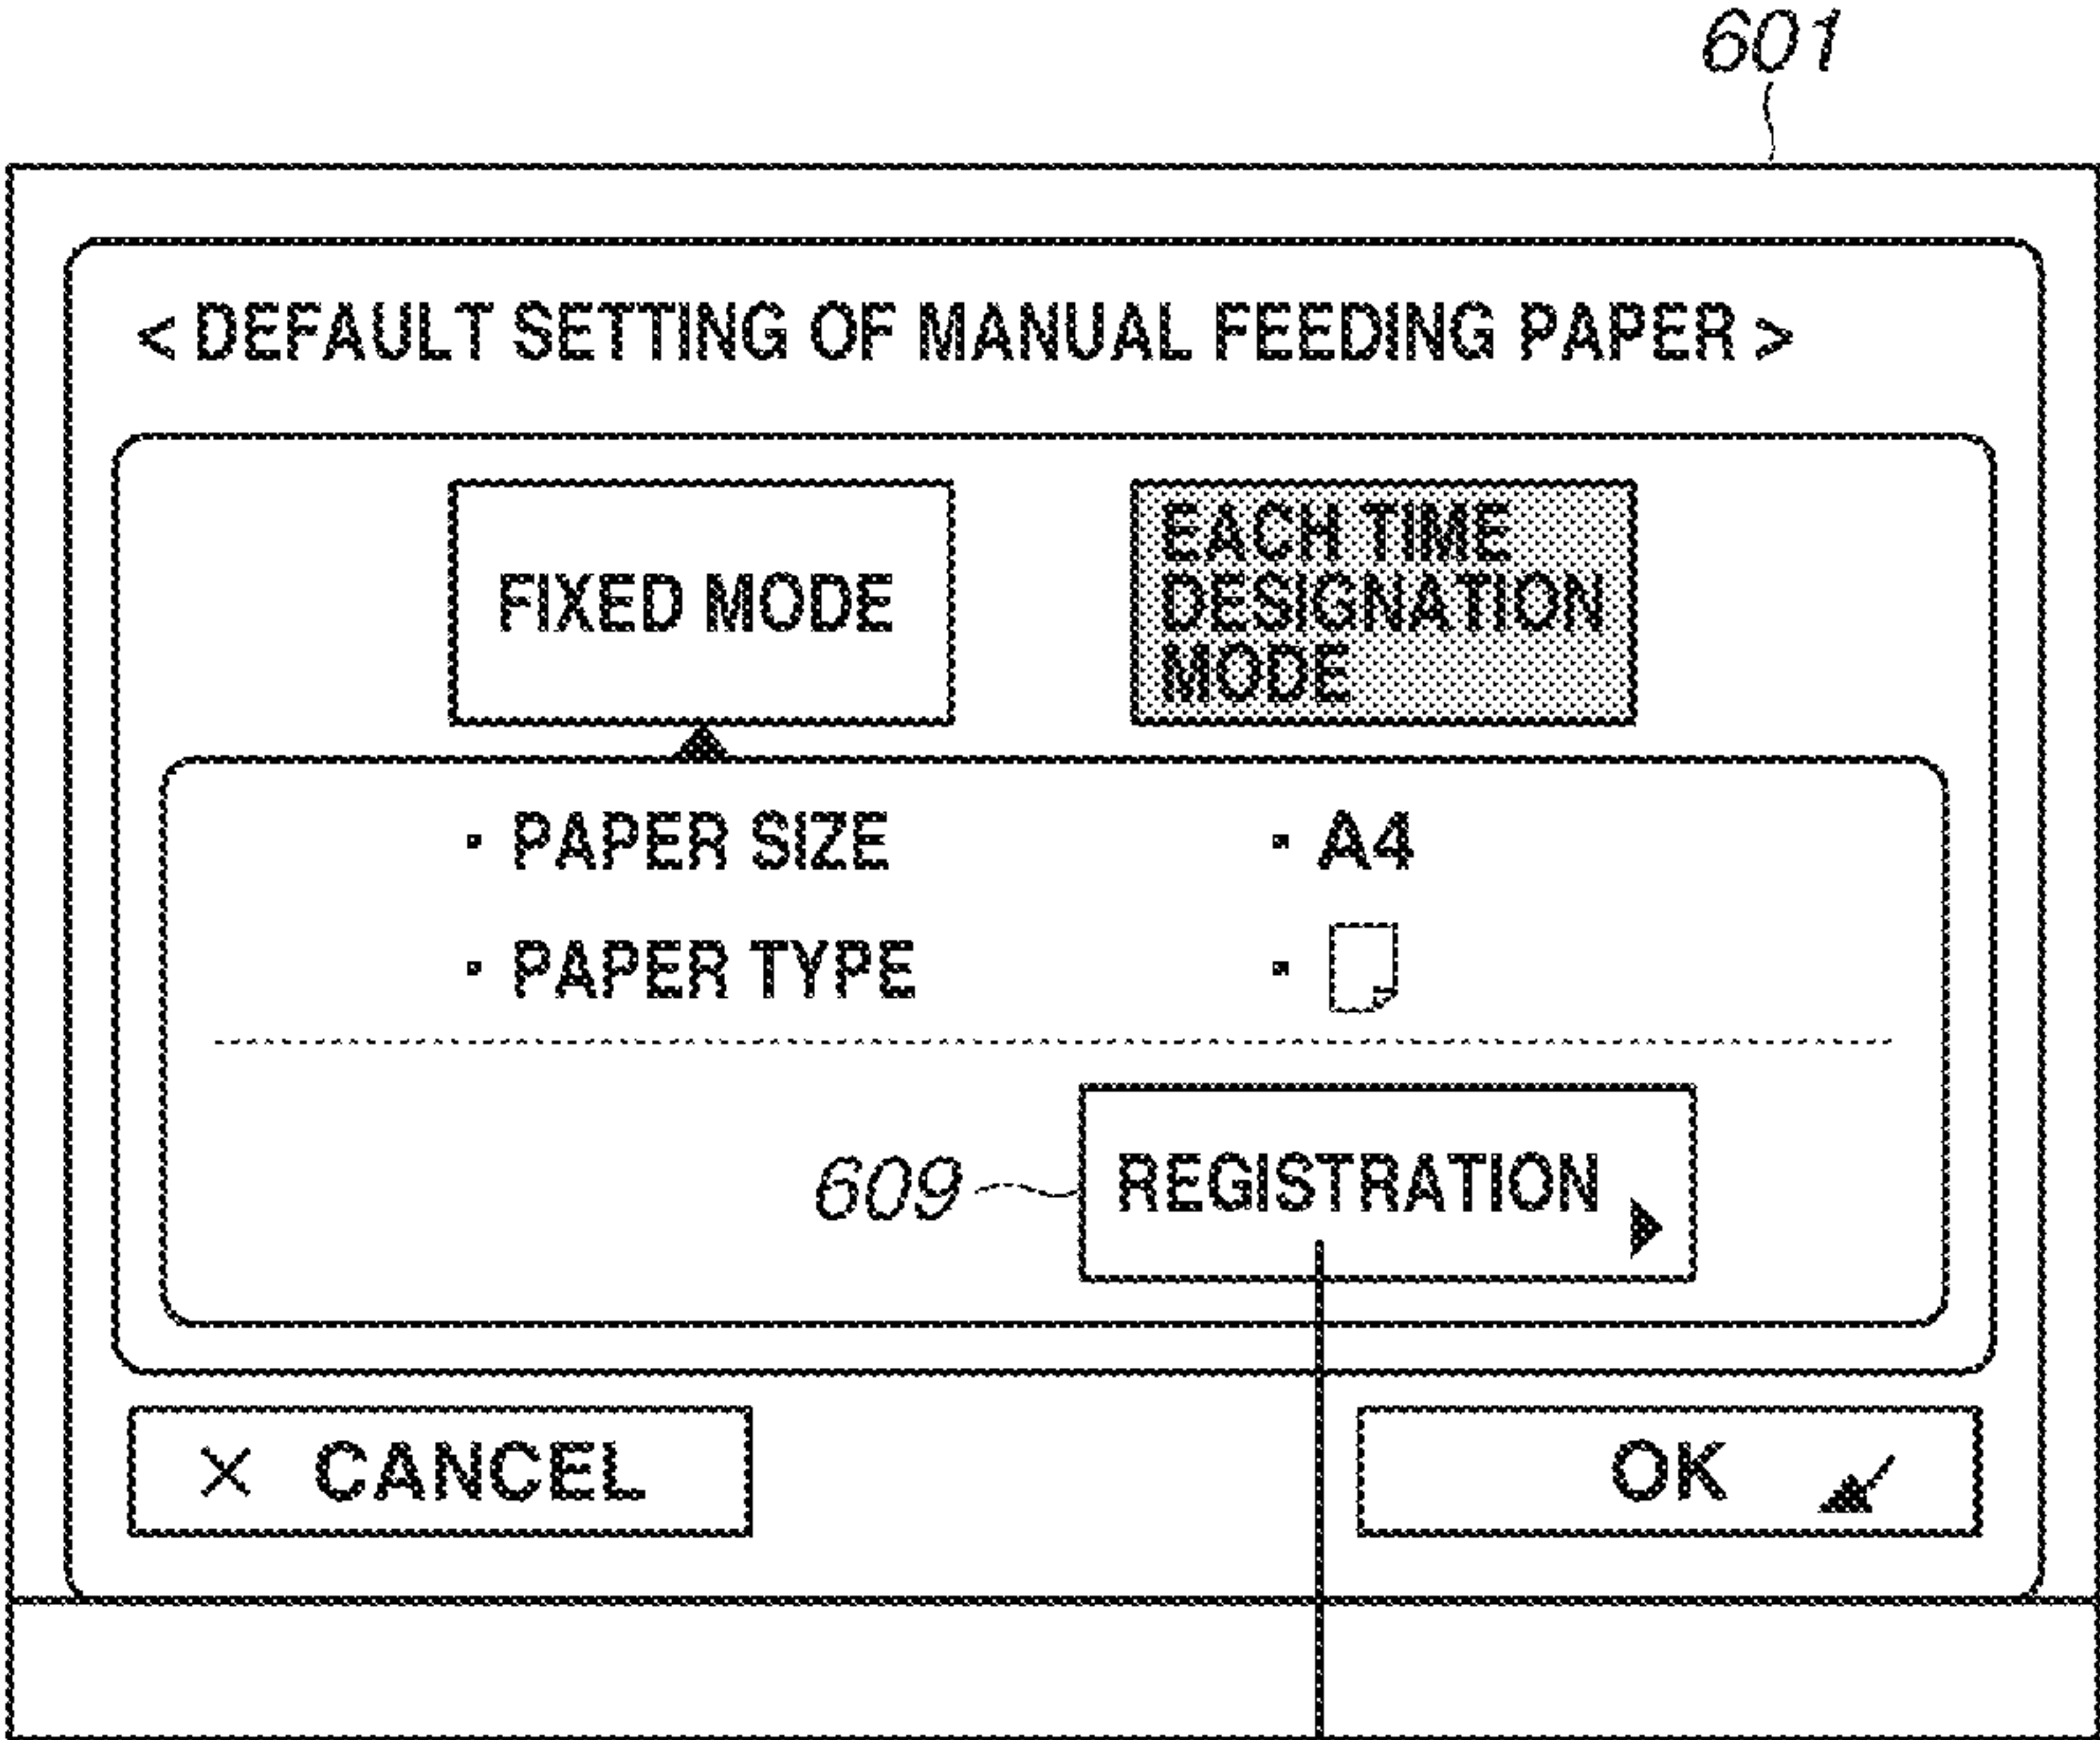 601
< DEFAULT SETTING OF MANUAL FEEDING PAPER >
FIXED MODE
EACH TIME
DESIGNATION
MODE
· PAPER SIZE · A4
· PAPER TYPE ·
609 REGISTRATION
× CANCEL OK